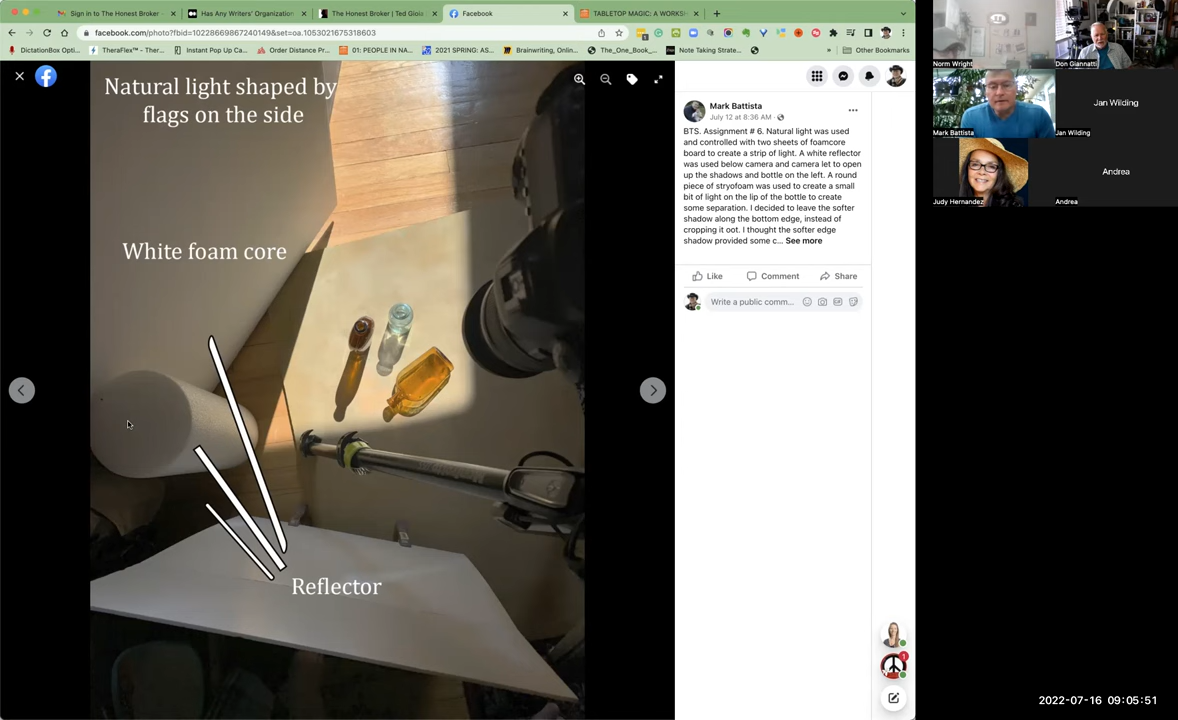 Sign in to The Honest Broker
Has Any Writers' Organization
The Honest Broker | Ted Gioia
Facebook
TABLETOP MAGIC: A WORKSH
facebook.com/photo?fbid=10228669867240149&set=oa.1053021675318603
DictationBox Opti...
TheraFlex™ - Ther...
Instant Pop Up Ca...
Order Distance Pr...
01: PEOPLE IN NA...
2021 SPRING: AS...
Brainwriting, Onlin...
The_One_Book_...
Note Taking Strate...
»
Other Bookmarks
Natural light shaped by
flags on the side
White foam core
Reflector
Mark Battista
July 12 at 8:36 AM ·
BTS. Assignment # 6. Natural light was used
and controlled with two sheets of foamcore
board to create a strip of light. A white reflector
was used below camera and camera let to open
up the shadows and bottle on the left. A round
piece of stryofoam was used to create a small
bit of light on the lip of the bottle to create
some separation. I decided to leave the softer
shadow along the bottom edge, instead of
cropping it oot. I thought the softer edge
shadow provided some c... See more
Like
Comment
Share
Write a public comm...
1
Norm Wright
Don Giannatti
Mark Battista
Jan Wilding
Jan Wilding
Judy Hernandez
Andrea
Andrea
2022-07-16 09:05:51